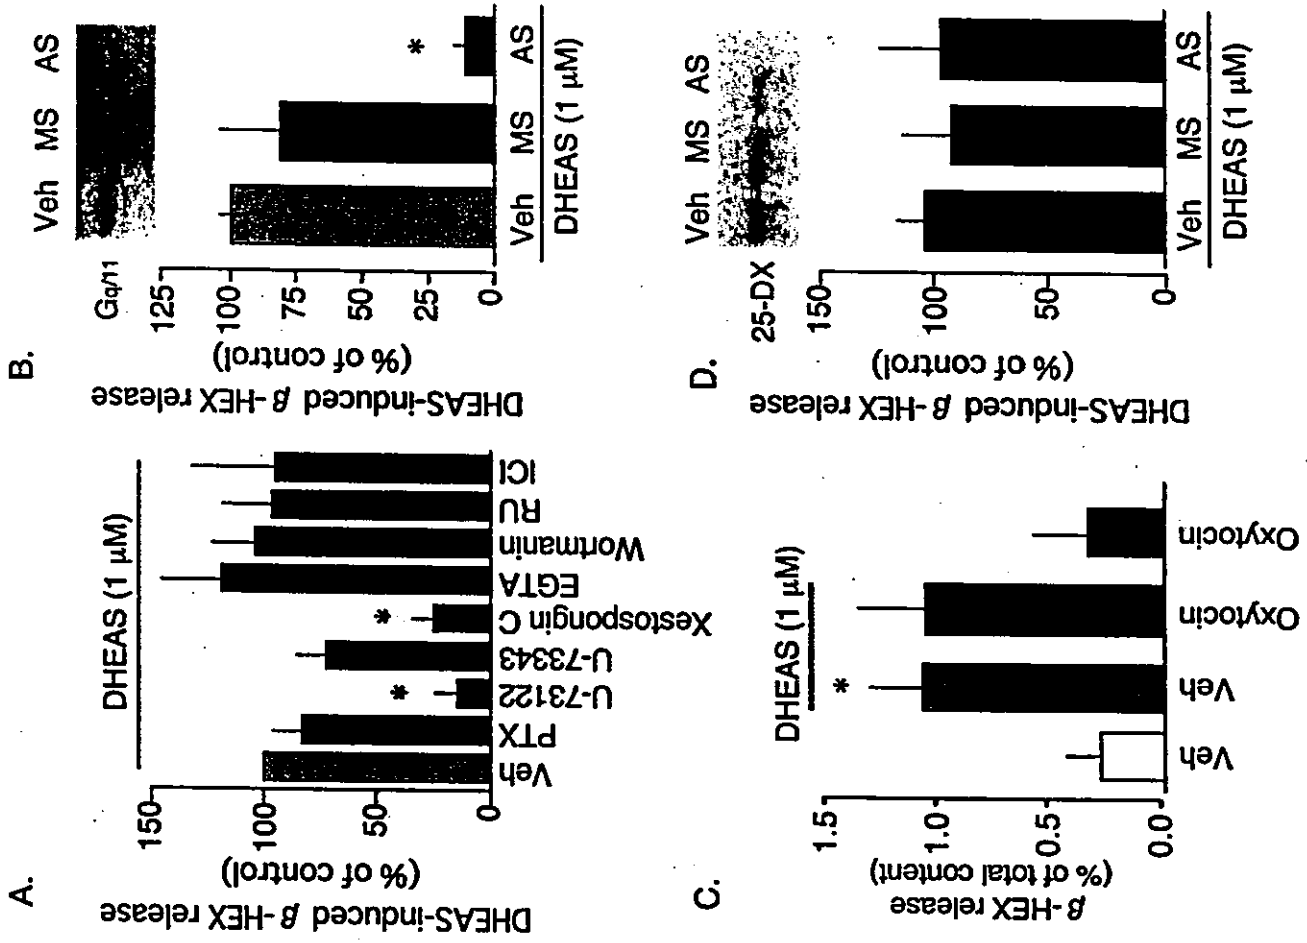 A.
DHEAS-induced β-HEX release
(% of control)
150
100
50
0
DHEAS (1 μM)
*
*
Veh
PTX
U-73122
U-73343
Xestospongin C
EGTA
Wortmanin
RU
ICI
B.
Gq/11
Veh MS AS
DHEAS-induced β-HEX release
(% of control)
125
100
75
50
25
0
*
Veh MS AS
DHEAS (1 μM)
C.
β-HEX release
(% of total content)
1.5
1.0
0.5
0.0
DHEAS (1 μM)
*
Veh
Veh
Oxytocin
Oxytocin
D.
25-DX
Veh MS AS
DHEAS-induced β-HEX release
(% of control)
150
100
50
0
Veh MS AS
DHEAS (1 μM)